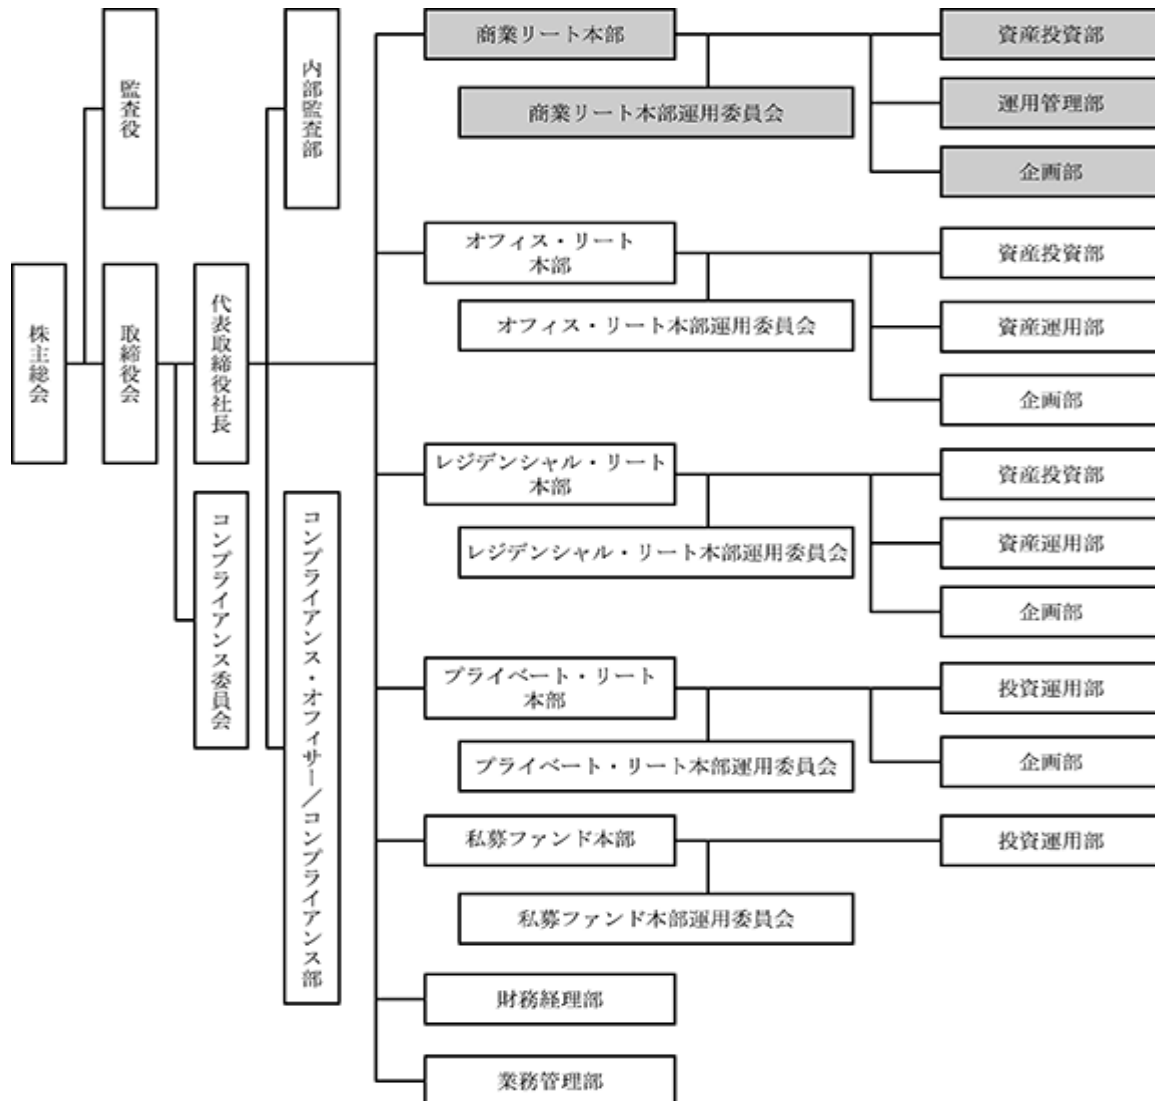 株主総会
監査役
取締役会
代表取締役社長
コンプライアンス委員会
内部監査部
コンプライアンス・オフィサー／コンプライアンス部
商業リート本部
商業リート本部運用委員会
資産投資部
運用管理部
企画部
オフィス・リート
本部
オフィス・リート本部運用委員会
資産投資部
資産運用部
企画部
レジデンシャル・リート
本部
レジデンシャル・リート本部運用委員会
資産投資部
資産運用部
企画部
プライベート・リート
本部
プライベート・リート本部運用委員会
投資運用部
企画部
私募ファンド本部
私募ファンド本部運用委員会
投資運用部
財務経理部
業務管理部